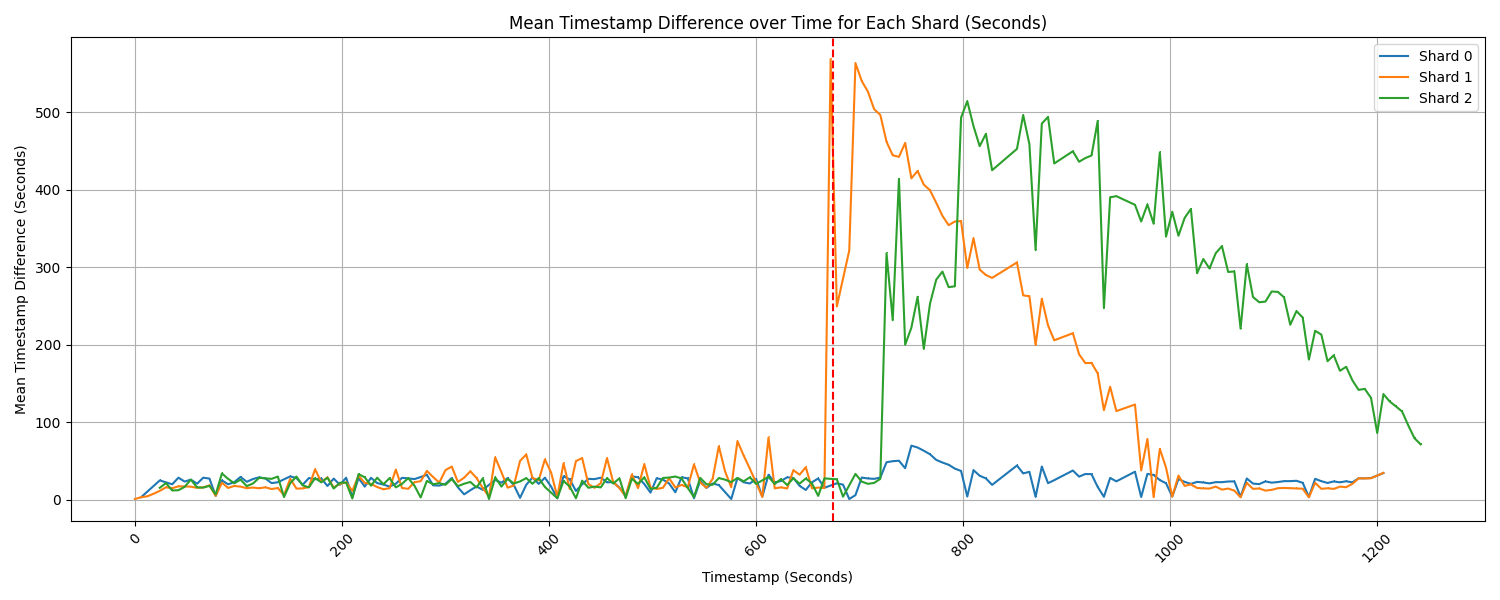 Mean Timestamp Difference over Time for Each Shard (Seconds)
Mean Timestamp Difference (Seconds)
500
400
300
200
100
0
Shard 0
Shard 1
Shard 2
0
200
400
600
800
1000
1200
Timestamp (Seconds)